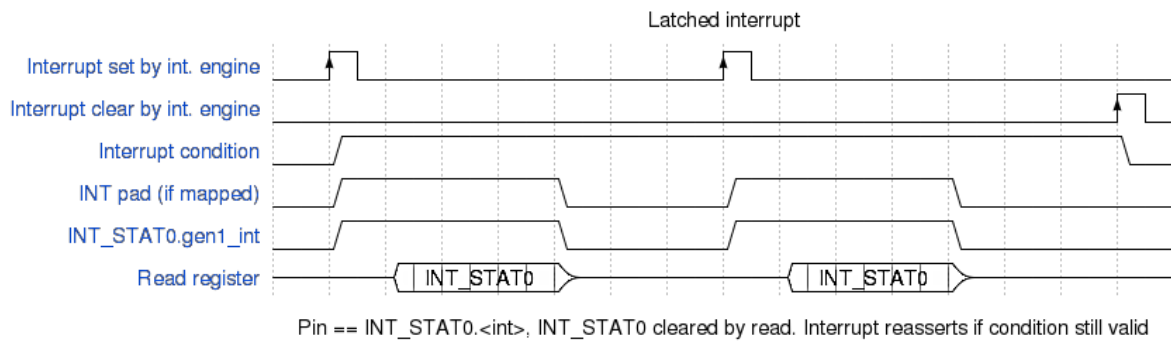 Latched interrupt
Interrupt set by int. engine
Interrupt clear by int. engine
Interrupt condition
INT pad (if mapped)
INT_STAT0.gen1_int
Read register
INT_STAT0
INT_STAT0
Pin == INT_STAT0.<int>, INT_STAT0 cleared by read. Interrupt reasserts if condition still valid